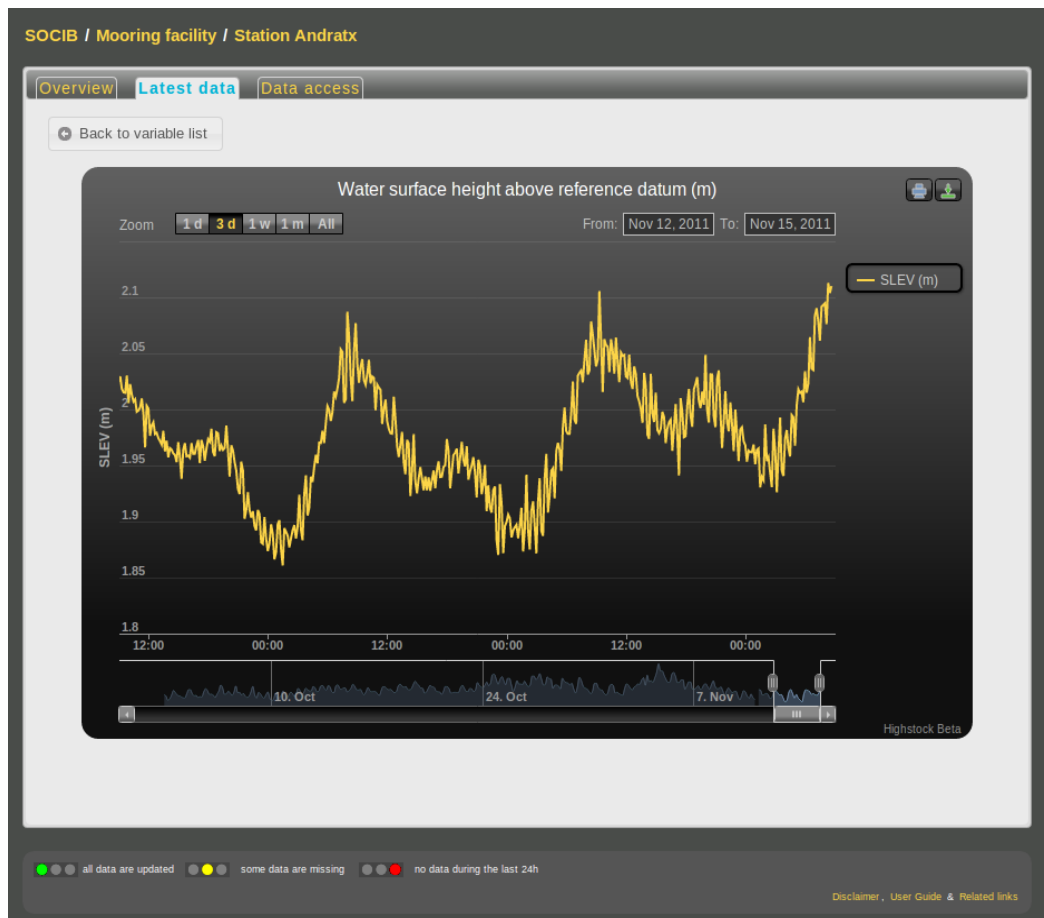 SOCIB / Mooring facility / Station Andratx
Overview Latest data Data access
Back to variable list
Water surface height above reference datum (m)
Zoom 1 d 3 d 1 w 1 m All From: Nov 12, 2011 To: Nov 15, 2011
SLEV (m)
2.1
2.05
2
1.95
1.9
1.85
1.8
SLEV (m)
12:00 00:00 12:00 00:00 12:00 00:00
10. Oct 24. Oct 7. Nov
Highstock Beta
all data are updated some data are missing no data during the last 24h
Disclaimer , User Guide & Related links